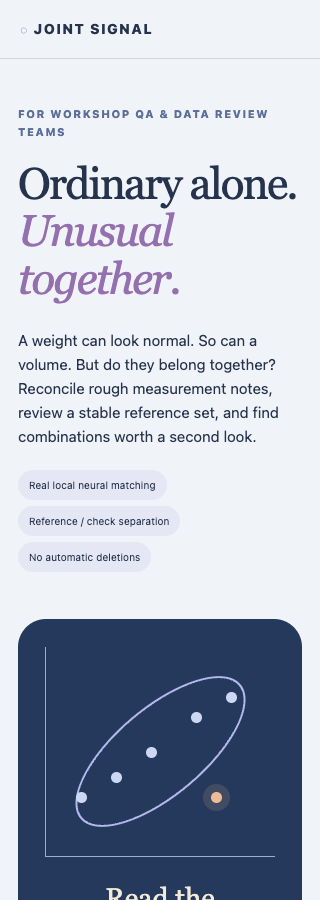 JOINT SIGNAL
FOR WORKSHOP QA & DATA REVIEW
TEAMS
Ordinary alone.
Unusual
together.
A weight can look normal. So can a
volume. But do they belong together?
Reconcile rough measurement notes,
review a stable reference set, and find
combinations worth a second look.
Real local neural matching
Reference / check separation
No automatic deletions
Read the